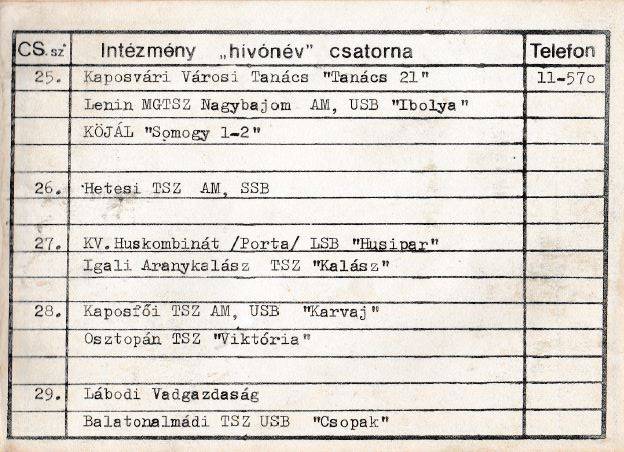 CS.sz. Intézmény „hívónév" csatorna Telefon
25. Kaposvári Városi Tanács "Tanács 21" 11-57o
Lenin MGTSZ Nagybajom AM, USB "Ibolya"
KÖJÁL "Somogy 1-2"
26. Hetesi TSZ AM, SSB
27. KV.Huskombinát /Porta/ LSB "Husipar"
Igali Aranykalász TSZ "Kalász"
28. Kaposfői TSZ AM, USB "Karvaj"
Osztopán TSZ "Viktória"
29. Lábodi Vadgazdaság
Balatonalmádi TSZ USB "Csopak"